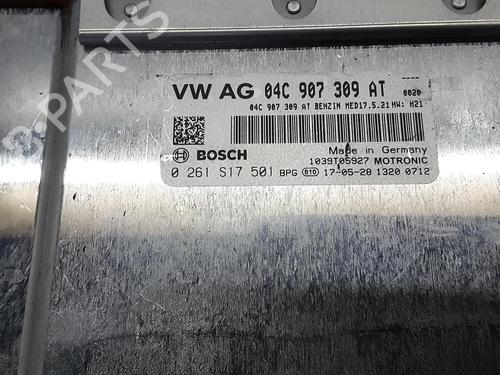 VW AG 04C 907 309 AT
0020
04C 907 309 AT BENZIN MED17.5.21 HW: H21
BOSCH
Made in Germany
1039T05927 MOTRONIC
0 261 S17 501 BPG 810 17-05-28 1320 0712
B-PARTS